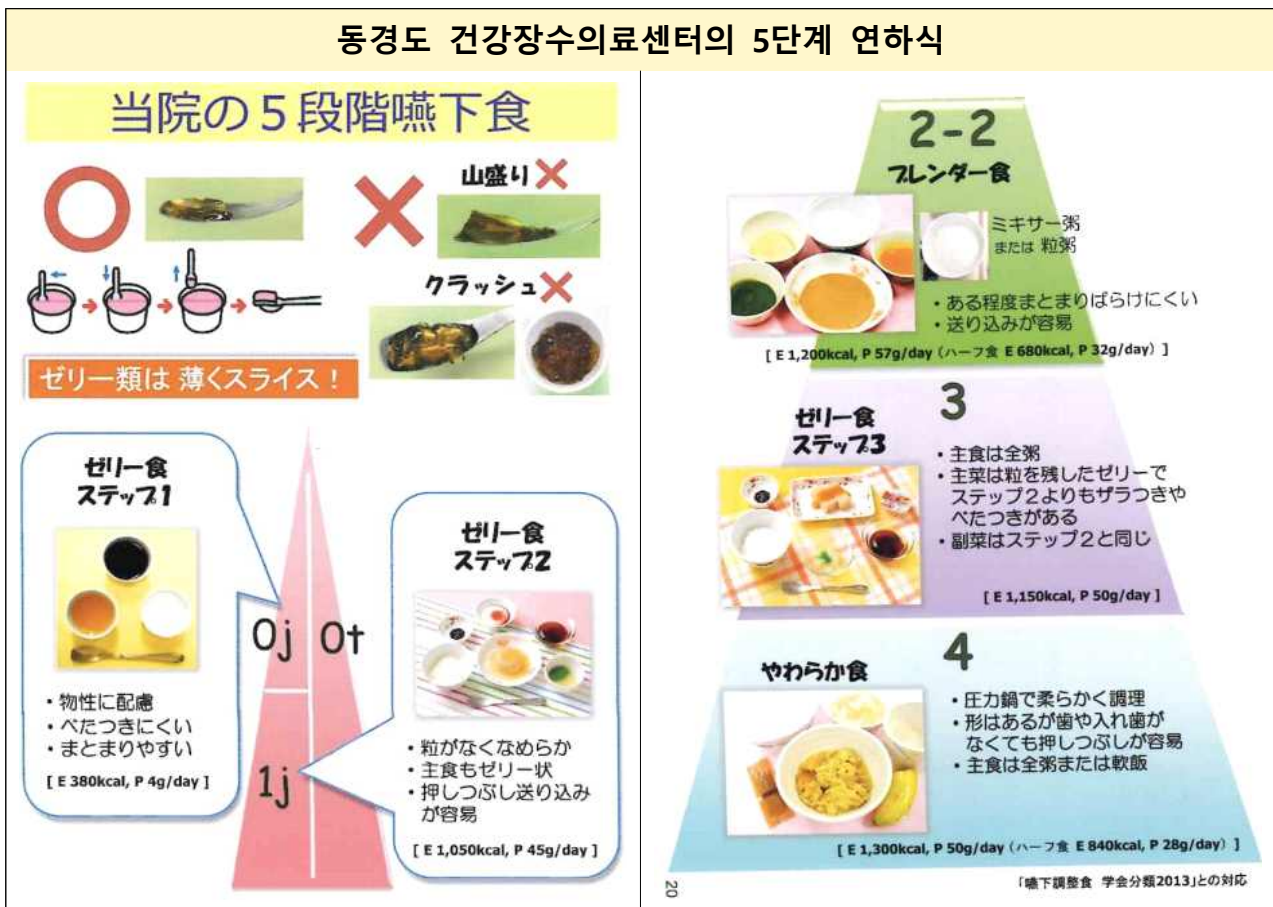 동경도 건강장수의료센터의 5단계 연하식
当院の５段階嚥下食
山盛り
クラッシュ
ゼリー類は 薄くスライス！
ゼリー食
ステップ1
・物性に配慮
・べたつきにくい
・まとまりやすい
[ E 380kcal, P 4g/day ]
0j
0t
1j
ゼリー食
ステップ2
・粒がなくなめらか
・主食もゼリー状
・押しつぶし送り込み
が容易
[ E 1,050kcal, P 45g/day ]
2-2
ブレンダー食
ミキサー粥
または 粒粥
・ある程度まとまりばらけにくい
・送り込みが容易
[ E 1,200kcal, P 57g/day（ハーフ食 E 680kcal, P 32g/day）]
3
ゼリー食
ステップ3
・主食は全粥
・主菜は粒を残したゼリーで
ステップ２よりもザラつきや
べたつきがある
・副菜はステップ２と同じ
[ E 1,150kcal, P 50g/day ]
4
やわらか食
・圧力鍋で柔らかく調理
・形はあるが歯や入れ歯が
なくても押しつぶしが容易
・主食は全粥または軟飯
[ E 1,300kcal, P 50g/day（ハーフ食 E 840kcal, P 28g/day）]
「嚥下調整食 学会分類2013」との対応
20